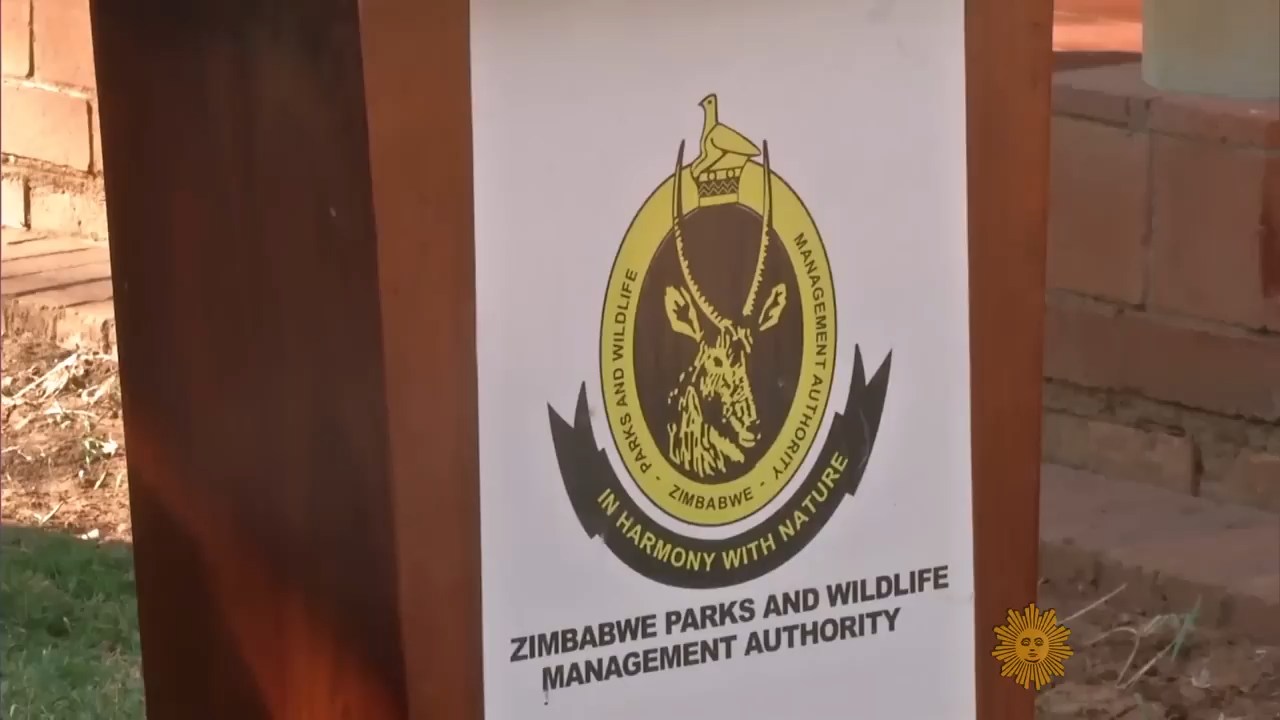 PARKS AND WILDLIFE
MANAGEMENT AUTHORITY
- ZIMBABWE -
IN HARMONY WITH NATURE
ZIMBABWE PARKS AND WILDLIFE
MANAGEMENT AUTHORITY